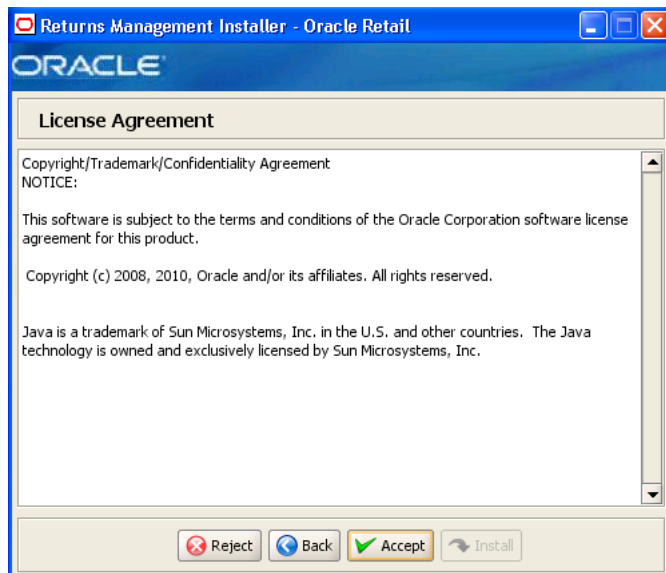 Returns Management Installer - Oracle Retail
ORACLE
License Agreement
Copyright/Trademark/Confidentiality Agreement
NOTICE:
This software is subject to the terms and conditions of the Oracle Corporation software license
agreement for this product.
Copyright (c) 2008, 2010, Oracle and/or its affiliates. All rights reserved.
Java is a trademark of Sun Microsystems, Inc. in the U.S. and other countries. The Java
technology is owned and exclusively licensed by Sun Microsystems, Inc.
Reject Back Accept Install